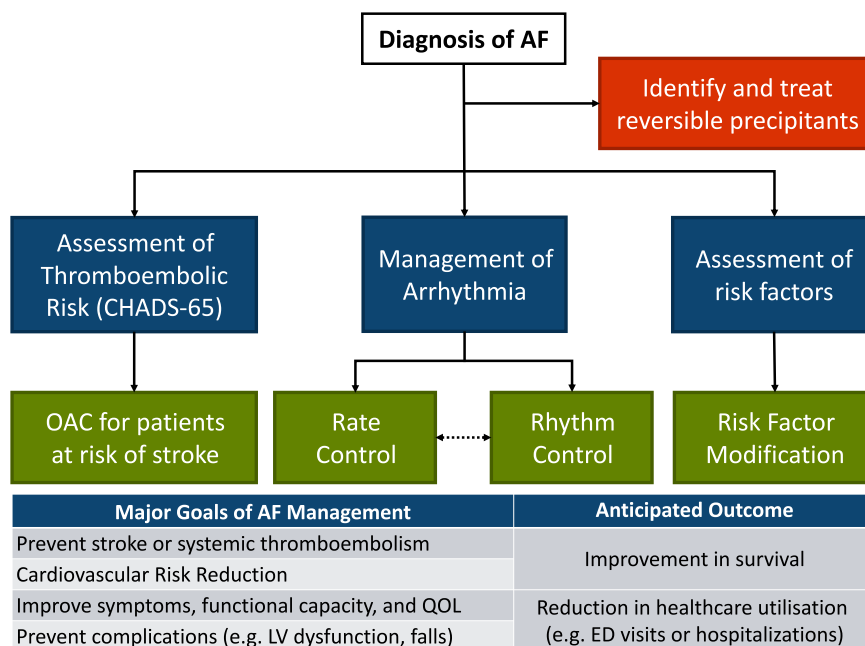 Diagnosis of AF
Identify and treat
reversible precipitants
Assessment of
Thromboembolic
Risk (CHADS-65)
Management of
Arrhythmia
Assessment of
risk factors
OAC for patients
at risk of stroke
Rate
Control
Rhythm
Control
Risk Factor
Modification
Major Goals of AF Management
Anticipated Outcome
Prevent stroke or systemic thromboembolism
Cardiovascular Risk Reduction
Improvement in survival
Improve symptoms, functional capacity, and QOL
Prevent complications (e.g. LV dysfunction, falls)
Reduction in healthcare utilisation
(e.g. ED visits or hospitalizations)